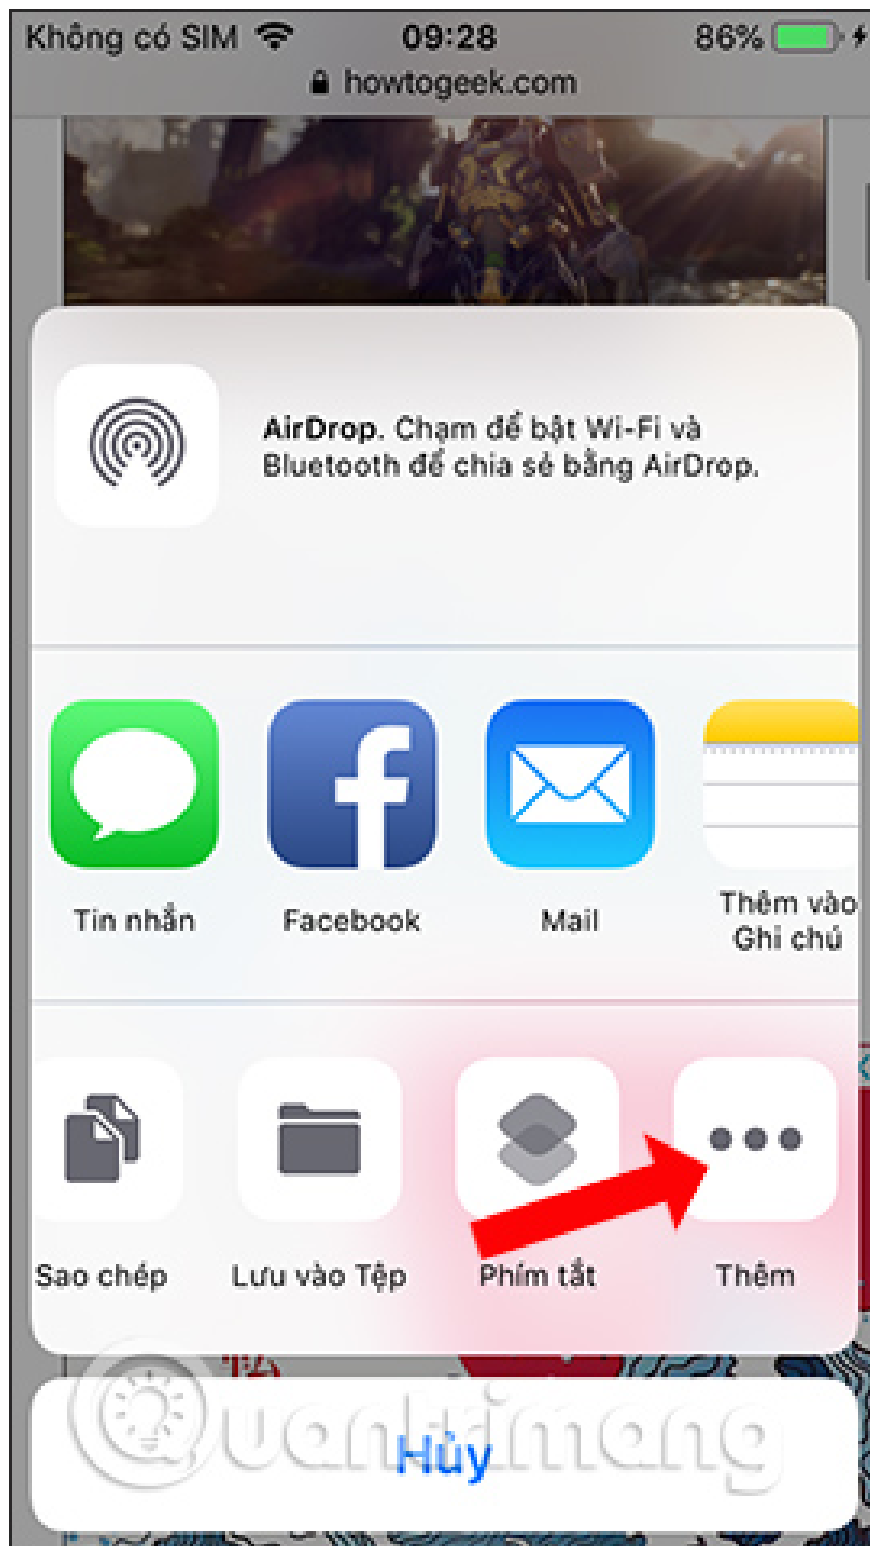 Không có SIM 09:28 86%
howtogeek.com
AirDrop. Chạm để bật Wi-Fi và
Bluetooth để chia sẻ bằng AirDrop.
Tin nhắn Facebook Mail Thêm vào
Ghi chú
Sao chép Lưu vào Tệp Phím tắt Thêm
Quantrimang
Hủy